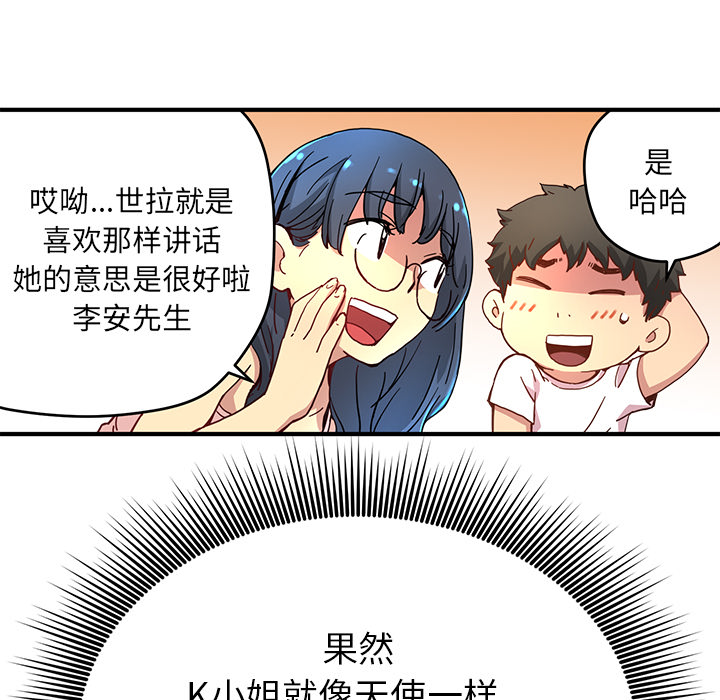 哎呦...世拉就是
喜欢那样讲话
她的意思是很好啦
李安先生
是
哈哈
果然
K小姐就像天使一样